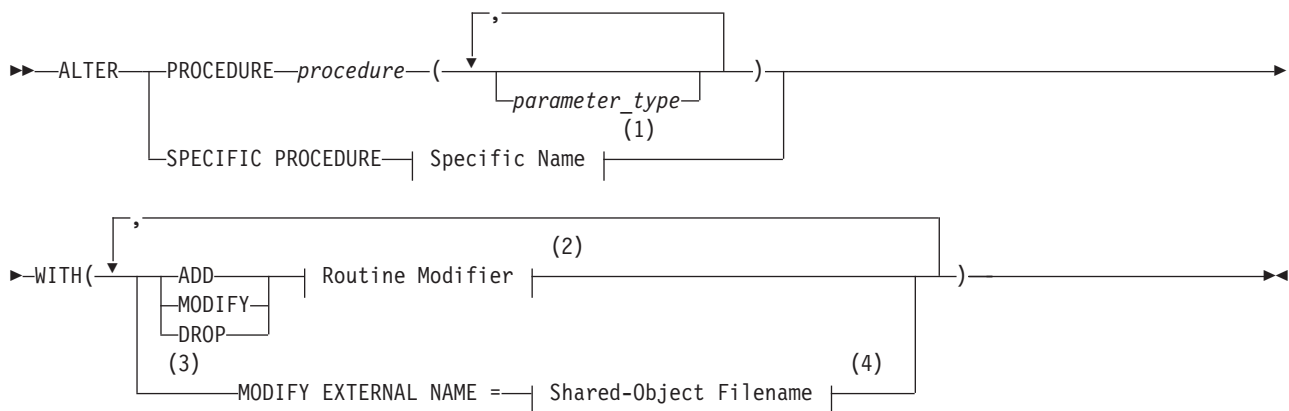 ,
ALTER PROCEDURE procedure ( )
parameter_type
(1)
SPECIFIC PROCEDURE Specific Name
,
(2)
WITH( ADD Routine Modifier )
MODIFY
DROP
(3) (4)
MODIFY EXTERNAL NAME = Shared-Object Filename